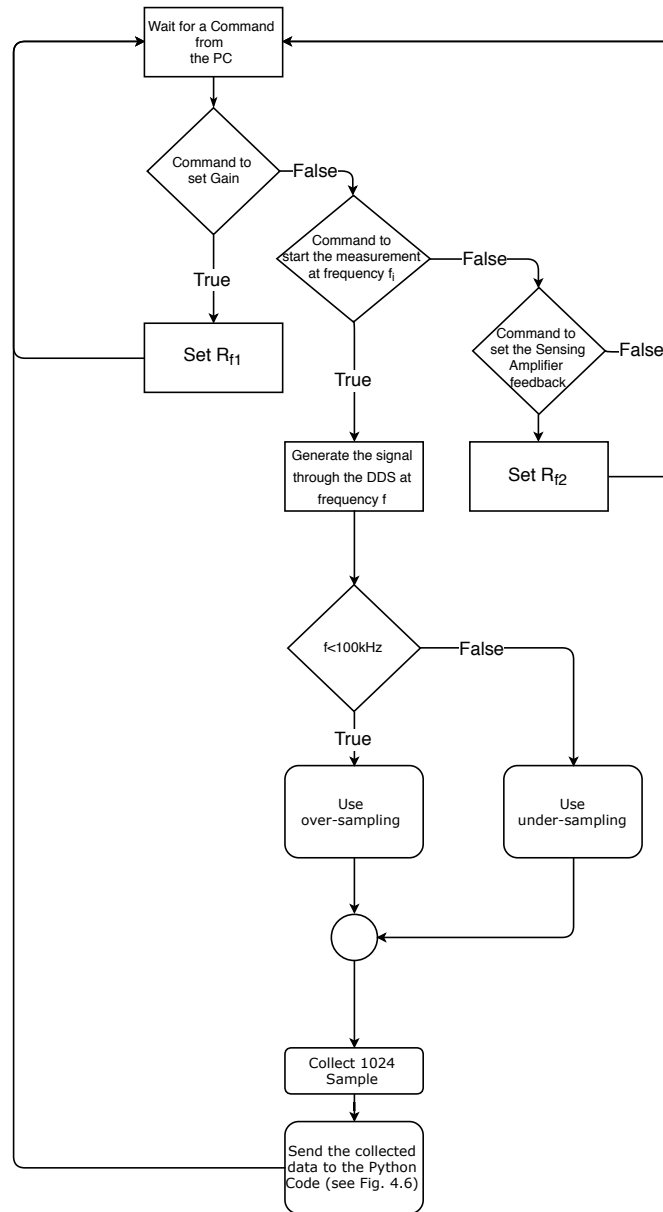 Wait for a Command
from
the PC
Command to
set Gain
False
Command to
start the measurement
at frequency fi
False
True
Command to
set the Sensing
Amplifier
feedback
False
Set Rf1
True
Generate the signal
through the DDS at
frequency f
Set Rf2
f<100kHz
False
True
Use
over-sampling
Use
under-sampling
Collect 1024
Sample
Send the collected
data to the Python
Code (see Fig. 4.6)